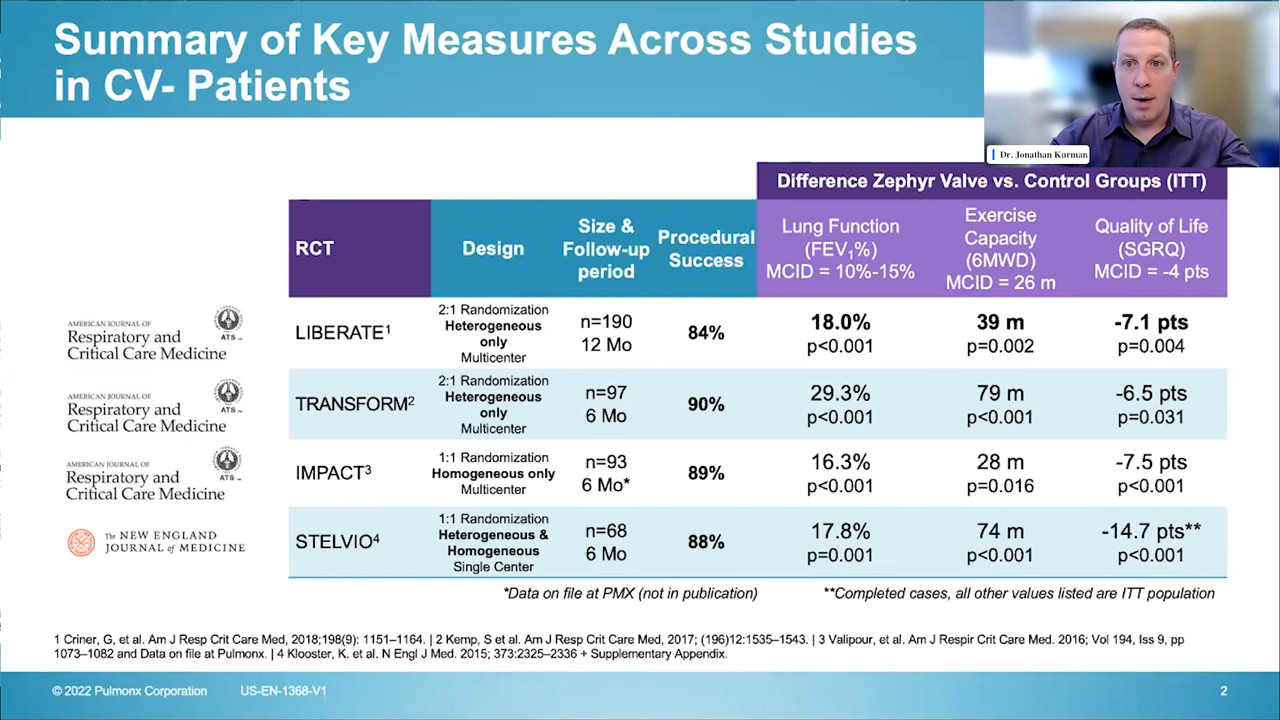 Summary of Key Measures Across Studies
in CV- Patients
Dr. Jonathan Kurman
Difference Zephyr Valve vs. Control Groups (ITT)
RCT
Design
Size &
Follow-up
period
Procedural
Success
Lung Function
(FEV₁%)
MCID = 10%-15%
Exercise
Capacity
(6MWD)
MCID = 26 m
Quality of Life
(SGRQ)
MCID = -4 pts
AMERICAN JOURNAL OF
Respiratory and
Critical Care Medicine
ATS
LIBERATE¹
2:1 Randomization
Heterogeneous
only
Multicenter
n=190
12 Mo
84%
18.0%
p<0.001
39 m
p=0.002
-7.1 pts
p=0.004
AMERICAN JOURNAL OF
Respiratory and
Critical Care Medicine
ATS
TRANSFORM²
2:1 Randomization
Heterogeneous
only
Multicenter
n=97
6 Mo
90%
29.3%
p<0.001
79 m
p<0.001
-6.5 pts
p=0.031
AMERICAN JOURNAL OF
Respiratory and
Critical Care Medicine
ATS
IMPACT³
1:1 Randomization
Homogeneous only
Multicenter
n=93
6 Mo*
89%
16.3%
p<0.001
28 m
p=0.016
-7.5 pts
p<0.001
The NEW ENGLAND
JOURNAL of MEDICINE
STELVIO⁴
1:1 Randomization
Heterogeneous &
Homogeneous
Single Center
n=68
6 Mo
88%
17.8%
p=0.001
74 m
p<0.001
-14.7 pts**
p<0.001
*Data on file at PMX (not in publication)
**Completed cases, all other values listed are ITT population
1 Criner, G, et al. Am J Resp Crit Care Med, 2018;198(9): 1151–1164. | 2 Kemp, S et al. Am J Resp Crit Care Med, 2017; (196)12:1535–1543. | 3 Valipour, et al. Am J Respir Crit Care Med. 2016; Vol 194, Iss 9, pp
1073–1082 and Data on file at Pulmonx. | 4 Klooster, K. et al. N Engl J Med. 2015; 373:2325–2336 + Supplementary Appendix.
© 2022 Pulmonx Corporation
US-EN-1368-V1
2